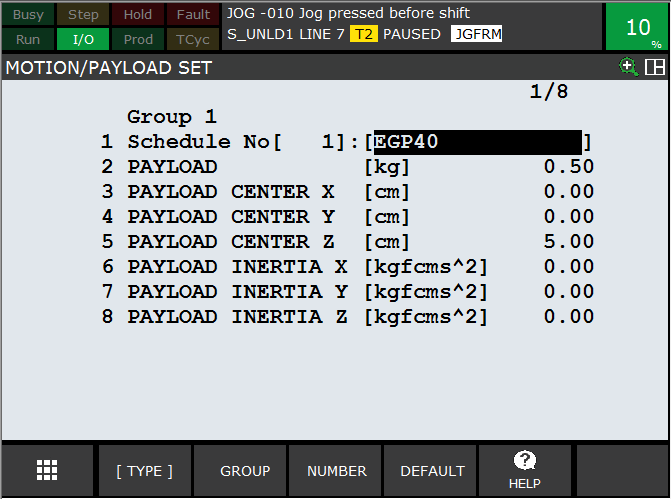 Busy Step Hold Fault JOG -010 Jog pressed before shift
Run I/O Prod TCyc S_UNLD1 LINE 7 T2 PAUSED JGFRM 10 %
MOTION/PAYLOAD SET
1/8
Group 1
1 Schedule No[ 1]:[EGP40 ]
2 PAYLOAD [kg] 0.50
3 PAYLOAD CENTER X [cm] 0.00
4 PAYLOAD CENTER Y [cm] 0.00
5 PAYLOAD CENTER Z [cm] 5.00
6 PAYLOAD INERTIA X [kgfcms^2] 0.00
7 PAYLOAD INERTIA Y [kgfcms^2] 0.00
8 PAYLOAD INERTIA Z [kgfcms^2] 0.00
[ TYPE ] GROUP NUMBER DEFAULT ? HELP